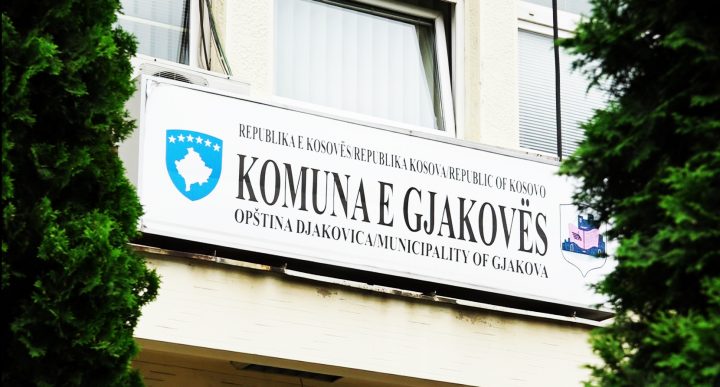 REPUBLIKA E KOSOVËS/REPUBLIKA KOSOVA/REPUBLIC OF KOSOVO
KOMUNA E GJAKOVËS
OPŠTINA DJAKOVICA/MUNICIPALITY OF GJAKOVA